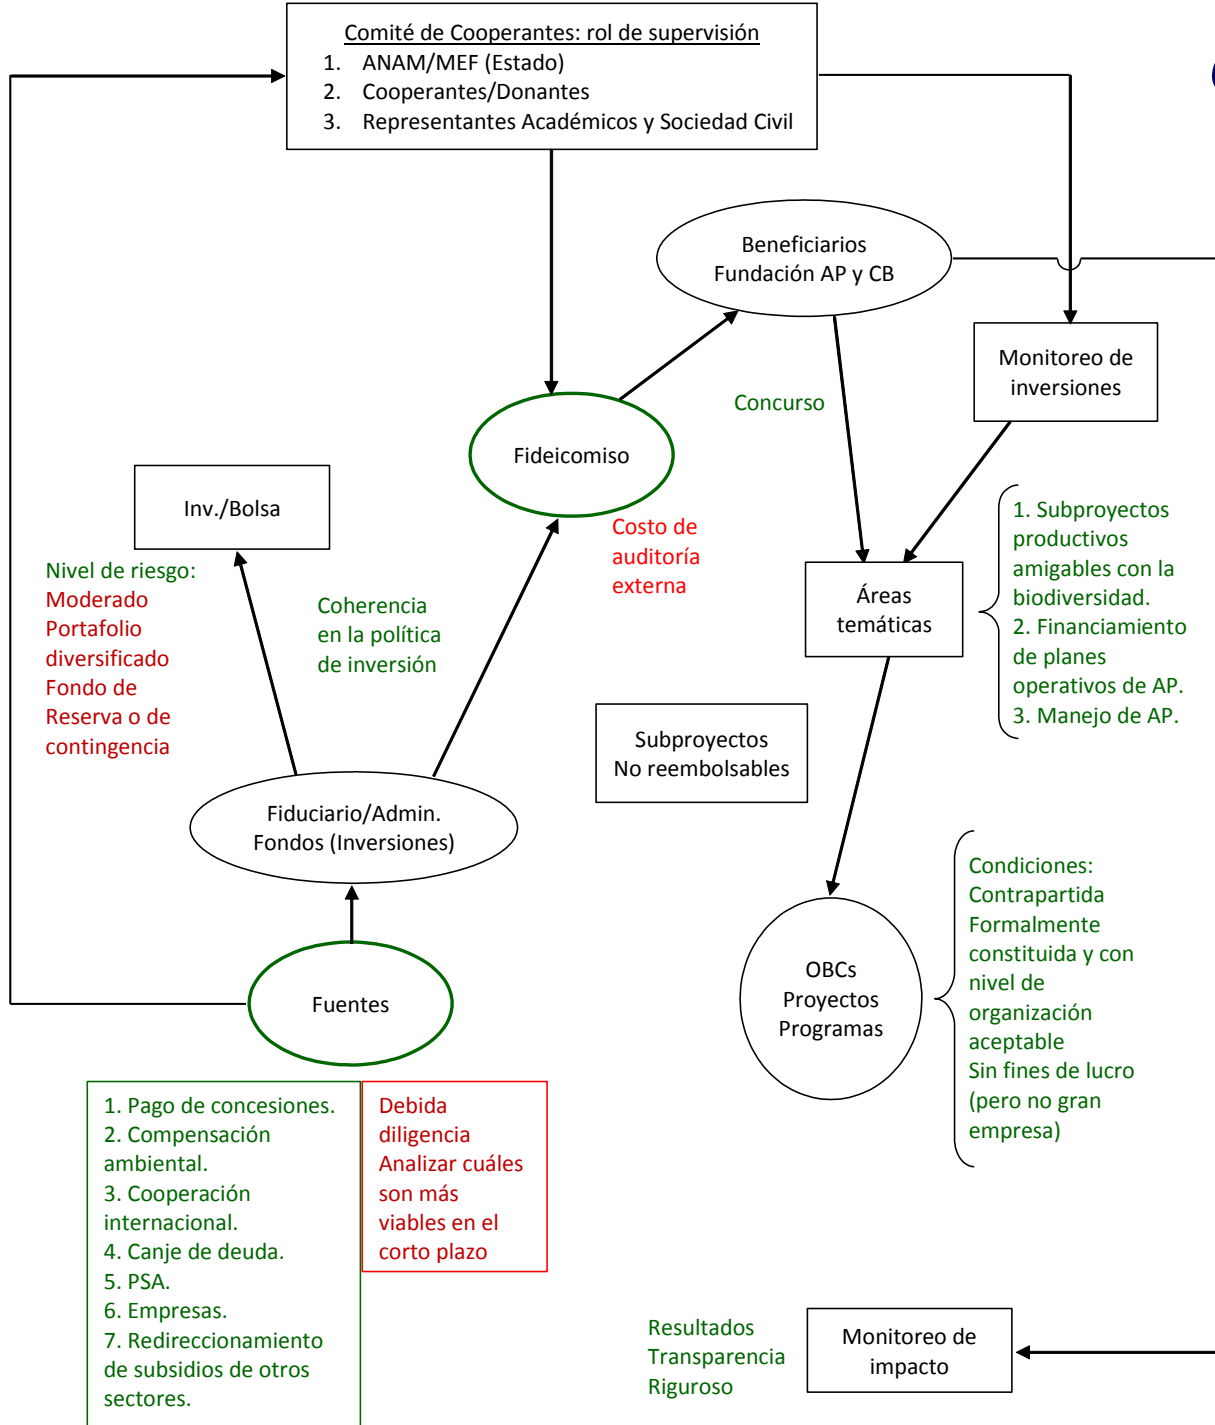 Comité de Cooperantes: rol de supervisión
1. ANAM/MEF (Estado)
2. Cooperantes/Donantes
3. Representantes Académicos y Sociedad Civil
Beneficiarios
Fundación AP y CB
Monitoreo de
inversiones
Concurso
Fideicomiso
Inv./Bolsa
Costo de
auditoría
externa
Nivel de riesgo:
Moderado
Portafolio
diversificado
Fondo de
Reserva o de
contingencia
Coherencia
en la política
de inversión
Áreas
temáticas
1. Subproyectos
productivos
amigables con la
biodiversidad.
2. Financiamiento
de planes
operativos de AP.
3. Manejo de AP.
Subproyectos
No reembolsables
Fiduciario/Admin.
Fondos (Inversiones)
Fuentes
OBCs
Proyectos
Programas
Condiciones:
Contrapartida
Formalmente
constituida y con
nivel de
organización
aceptable
Sin fines de lucro
(pero no gran
empresa)
1. Pago de concesiones.
2. Compensación
ambiental.
3. Cooperación
internacional.
4. Canje de deuda.
5. PSA.
6. Empresas.
7. Redireccionamiento
de subsidios de otros
sectores.
Debida
diligencia
Analizar cuáles
son más
viables en el
corto plazo
Resultados
Transparencia
Riguroso
Monitoreo de
impacto